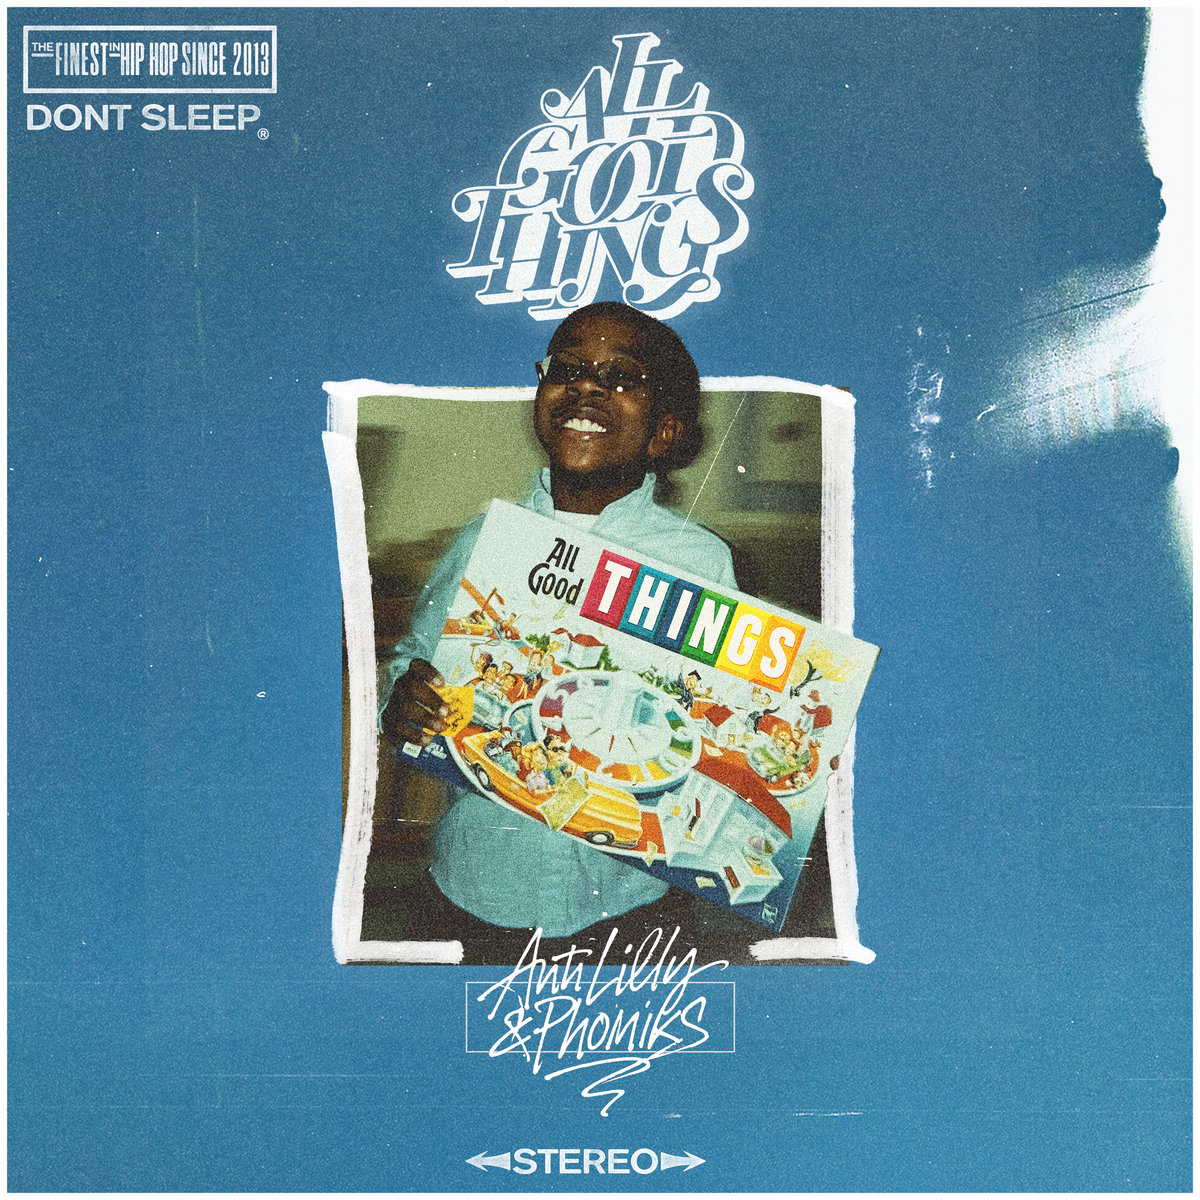 THE FINEST IN HIP HOP SINCE 2013
DONT SLEEP®
ALL
GOOD
THINGS
All
Good
THINGS
Anti Lilly
& Phoniks
STEREO